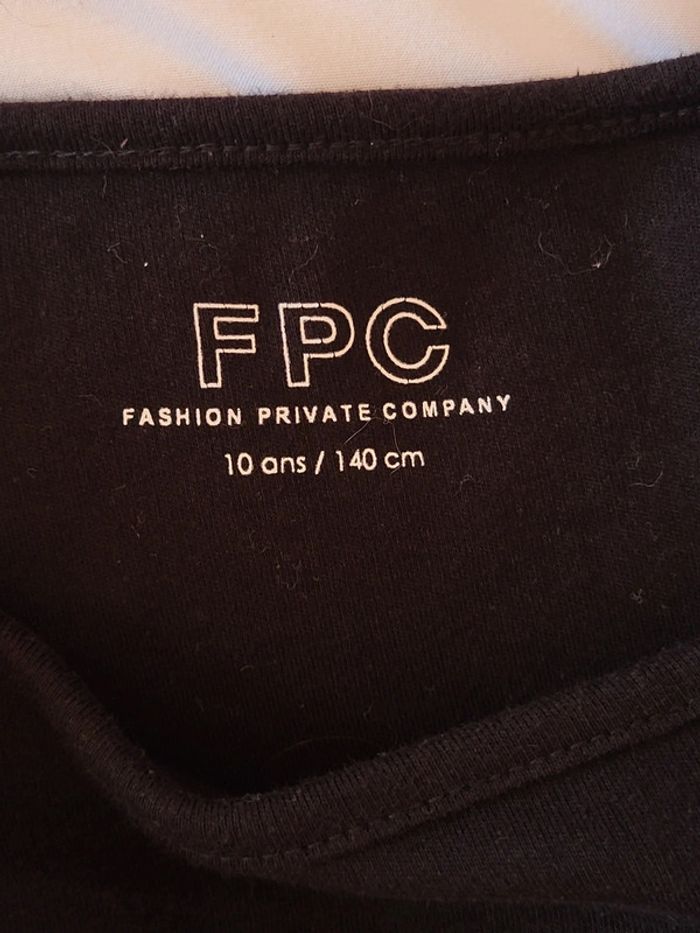 FPC
FASHION PRIVATE COMPANY
10 ans / 140 cm